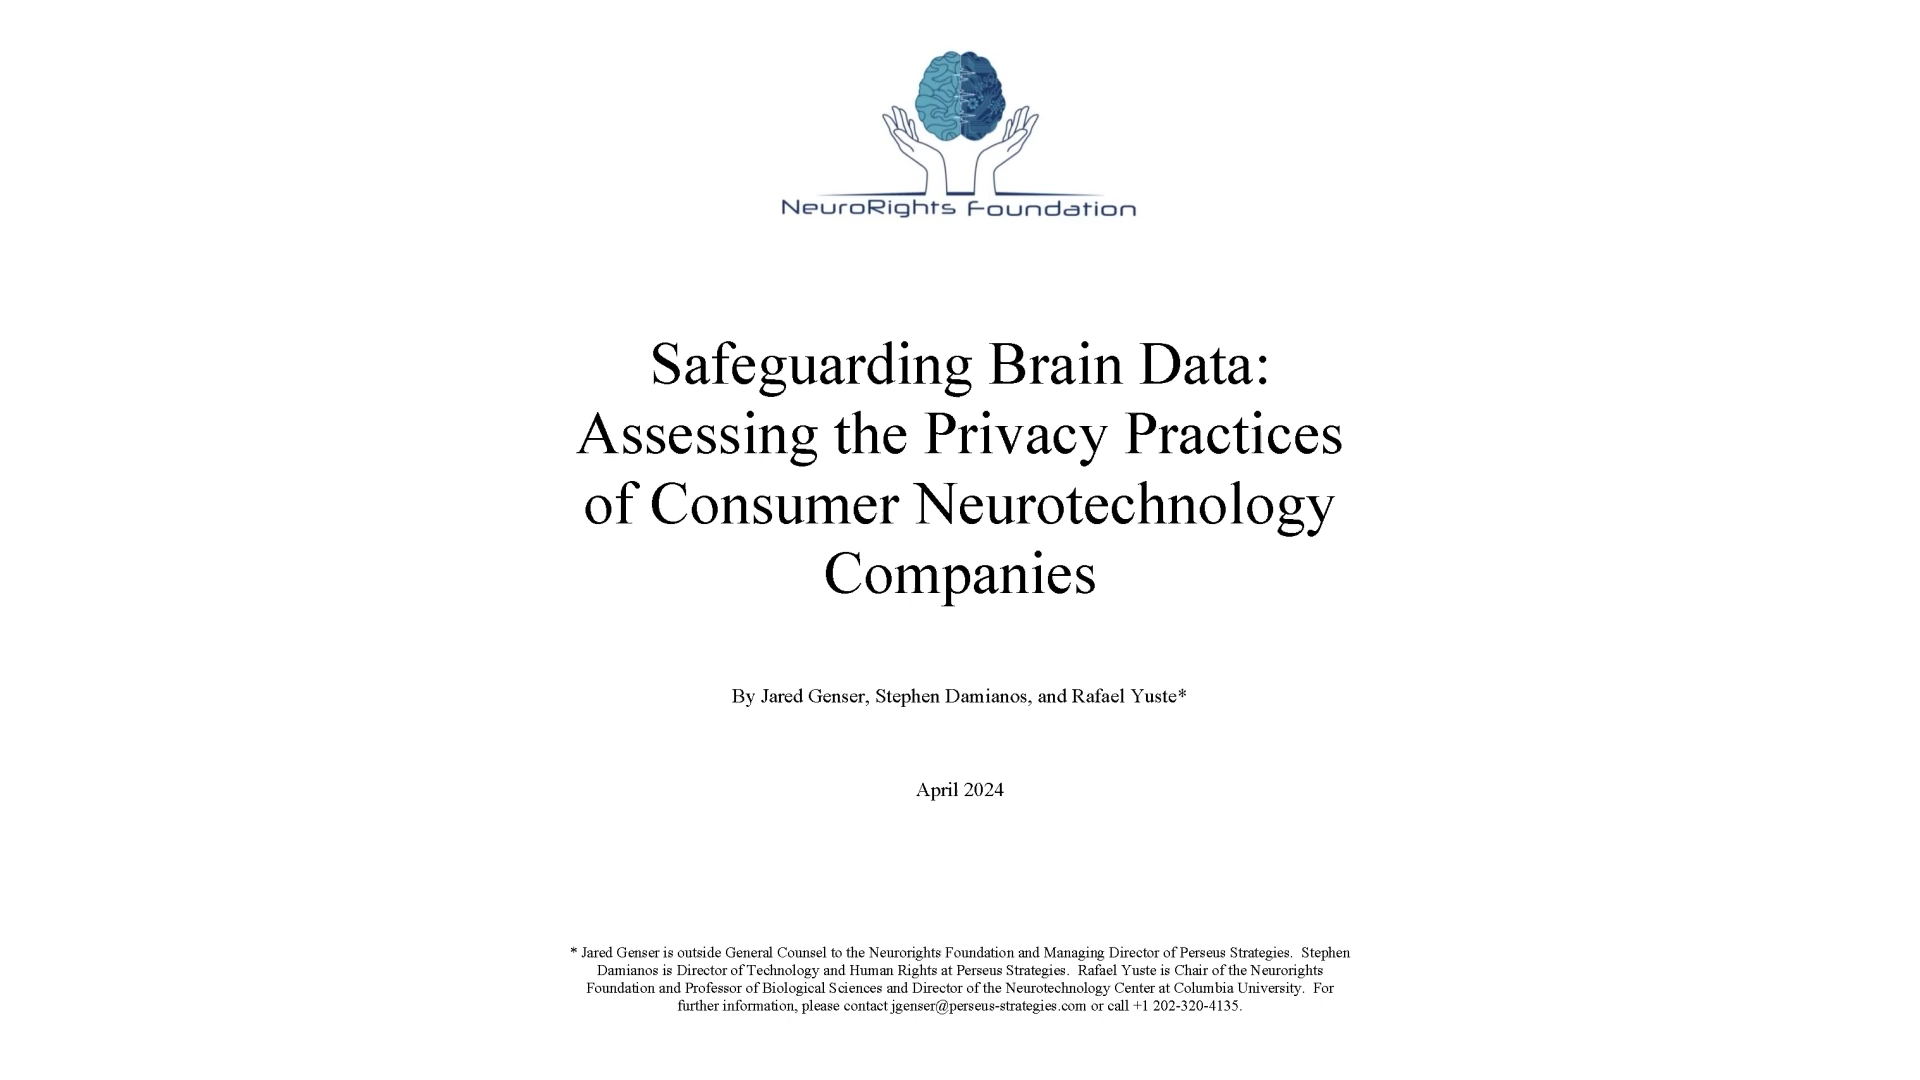 NeuroRights Foundation
Safeguarding Brain Data:
Assessing the Privacy Practices
of Consumer Neurotechnology
Companies
By Jared Genser, Stephen Damianos, and Rafael Yuste*
April 2024
* Jared Genser is outside General Counsel to the Neurorights Foundation and Managing Director of Perseus Strategies.  Stephen
Damianos is Director of Technology and Human Rights at Perseus Strategies.  Rafael Yuste is Chair of the Neurorights
Foundation and Professor of Biological Sciences and Director of the Neurotechnology Center at Columbia University.  For
further information, please contact jgenser@perseus-strategies.com or call +1 202-320-4135.